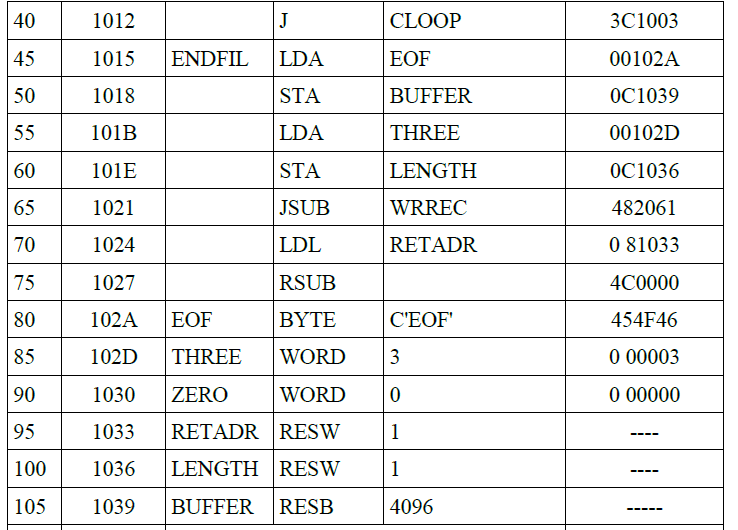 40 1012 J CLOOP 3C1003
45 1015 ENDFIL LDA EOF 00102A
50 1018 STA BUFFER 0C1039
55 101B LDA THREE 00102D
60 101E STA LENGTH 0C1036
65 1021 JSUB WRREC 482061
70 1024 LDL RETADR 0 81033
75 1027 RSUB 4C0000
80 102A EOF BYTE C'EOF' 454F46
85 102D THREE WORD 3 0 00003
90 1030 ZERO WORD 0 0 00000
95 1033 RETADR RESW 1 ----
100 1036 LENGTH RESW 1 ----
105 1039 BUFFER RESB 4096 -----